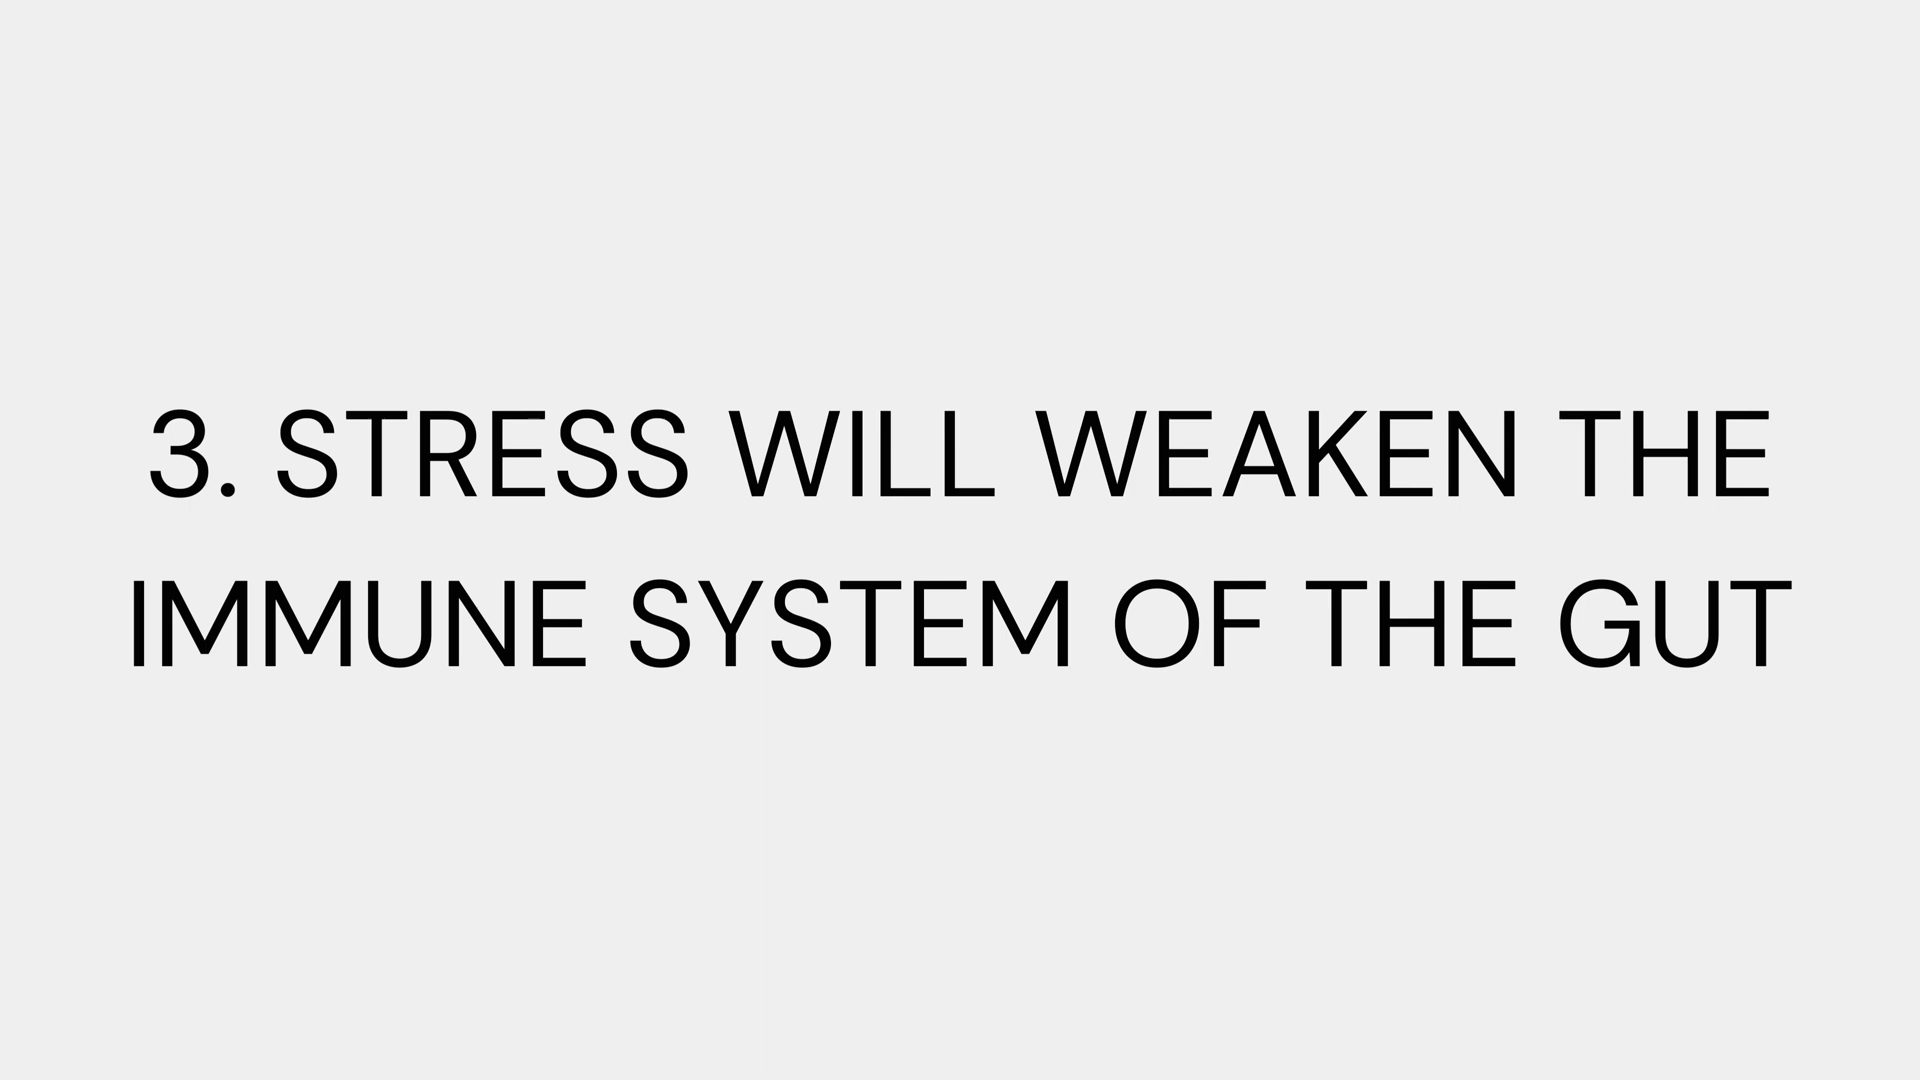 3. STRESS WILL WEAKEN THE
IMMUNE SYSTEM OF THE GUT